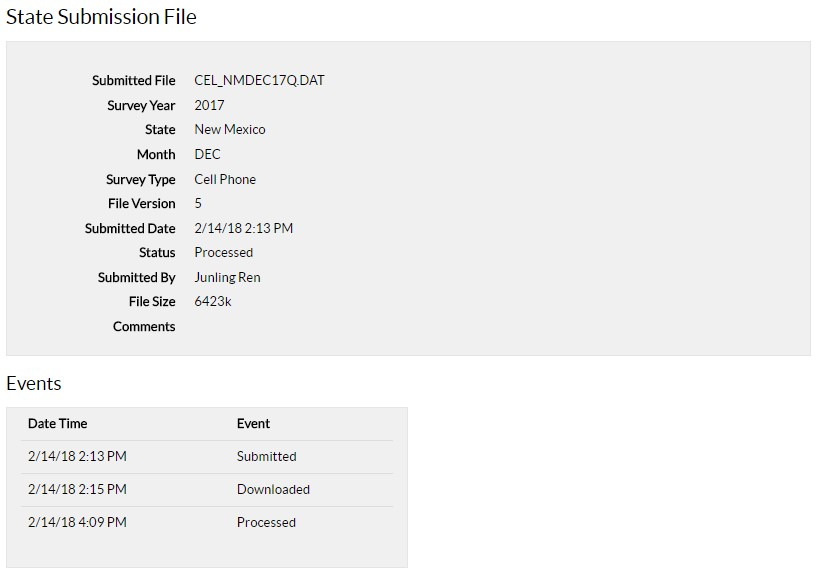 State Submission File
Submitted File CEL_NMDEC17Q.DAT
Survey Year 2017
State New Mexico
Month DEC
Survey Type Cell Phone
File Version 5
Submitted Date 2/14/18 2:13 PM
Status Processed
Submitted By Junling Ren
File Size 6423k
Comments
Events
Date Time Event
2/14/18 2:13 PM Submitted
2/14/18 2:15 PM Downloaded
2/14/18 4:09 PM Processed